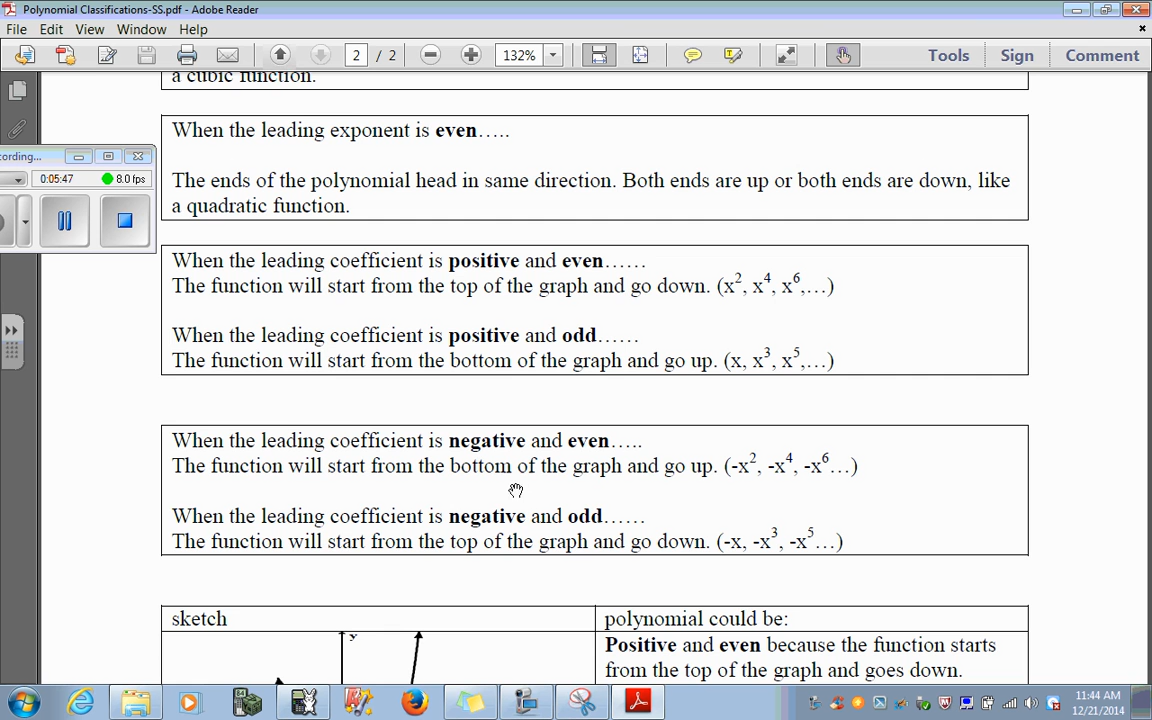 Polynomial Classifications-SS.pdf - Adobe Reader
File Edit View Window Help
2 / 2 132% Tools Sign Comment
a cubic function.
When the leading exponent is even…..
cording...
0:05:47 8.0 fps
The ends of the polynomial head in same direction. Both ends are up or both ends are down, like
a quadratic function.
When the leading coefficient is positive and even……
The function will start from the top of the graph and go down. (x², x⁴, x⁶,…)
When the leading coefficient is positive and odd……
The function will start from the bottom of the graph and go up. (x, x³, x⁵,…)
When the leading coefficient is negative and even…..
The function will start from the bottom of the graph and go up. (-x², -x⁴, -x⁶…)
When the leading coefficient is negative and odd……
The function will start from the top of the graph and go down. (-x, -x³, -x⁵…)
sketch polynomial could be:
y
Positive and even because the function starts
from the top of the graph and goes down.
11:44 AM
12/21/2014